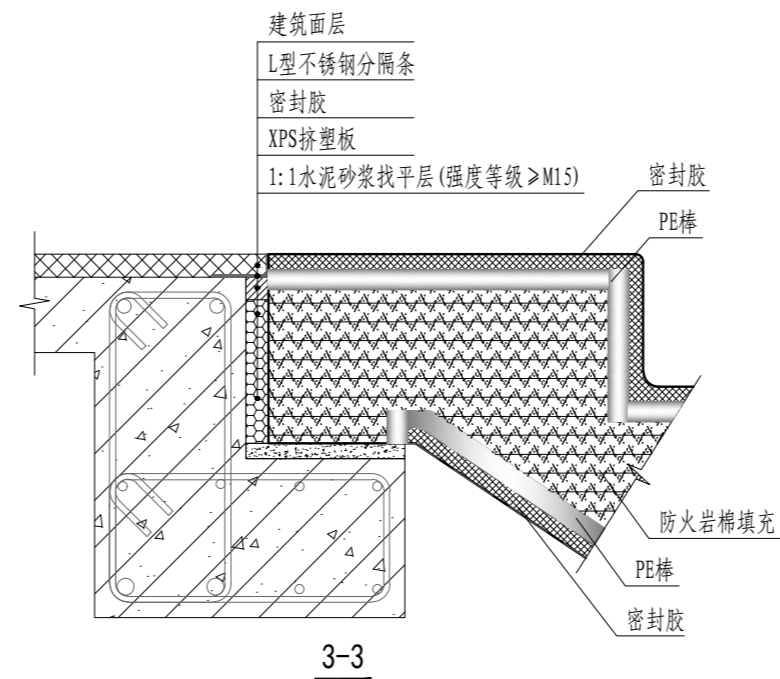 建筑面层
L型不锈钢分隔条
密封胶
XPS挤塑板
1:1水泥砂浆找平层(强度等级≥M15)
密封胶
PE棒
防火岩棉填充
PE棒
密封胶
3-3